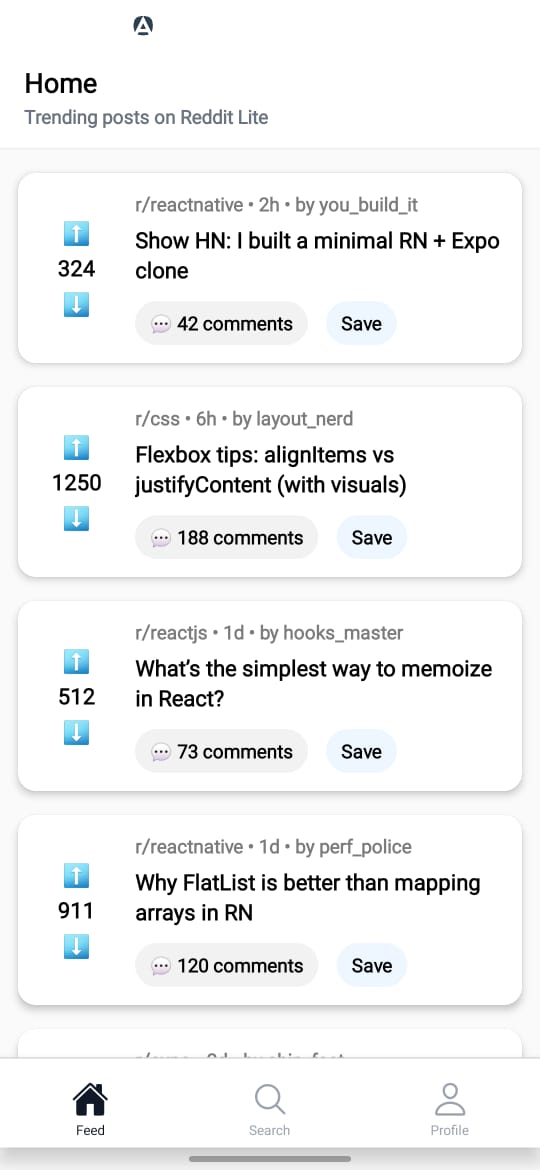 Home
Trending posts on Reddit Lite
r/reactnative • 2h • by you_build_it
Show HN: I built a minimal RN + Expo
clone
324
42 comments
Save
r/css • 6h • by layout_nerd
Flexbox tips: alignItems vs
justifyContent (with visuals)
1250
188 comments
Save
r/reactjs • 1d • by hooks_master
What's the simplest way to memoize
in React?
512
73 comments
Save
r/reactnative • 1d • by perf_police
Why FlatList is better than mapping
arrays in RN
911
120 comments
Save
Feed
Search
Profile